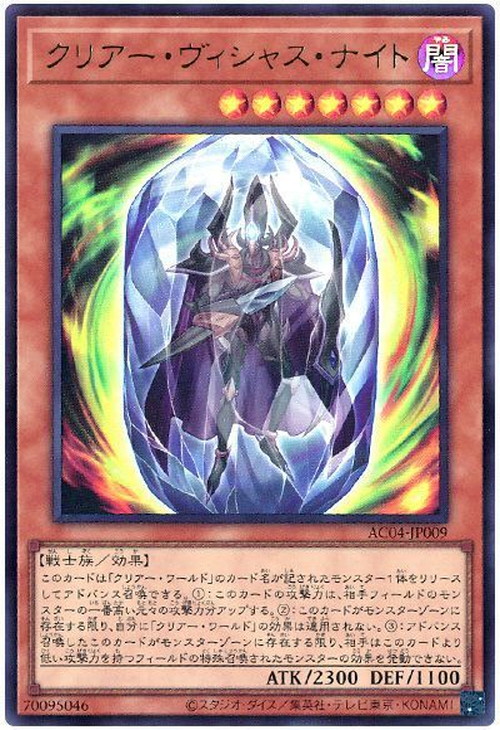 クリアー・ヴィシャス・ナイト
闇
AC04-JP009
【戦士族／効果】
このカードは「クリアー・ワールド」のカード名が記されたモンスター1体をリリース
してアドバンス召喚できる。①：このカードの攻撃力は、相手フィールドのモン
スターの一番高い元々の攻撃力分アップする。②：このカードがモンスターゾーンに
存在する限り、自分に「クリアー・ワールド」の効果は適用されない。③：アドバンス
召喚したこのカードがモンスターゾーンに存在する限り、相手はこのカードより
低い攻撃力を持つフィールドの特殊召喚されたモンスターの効果を発動できない。
ATK/2300 DEF/1100
70095046 ©スタジオ・ダイス／集英社・テレビ東京・KONAMI